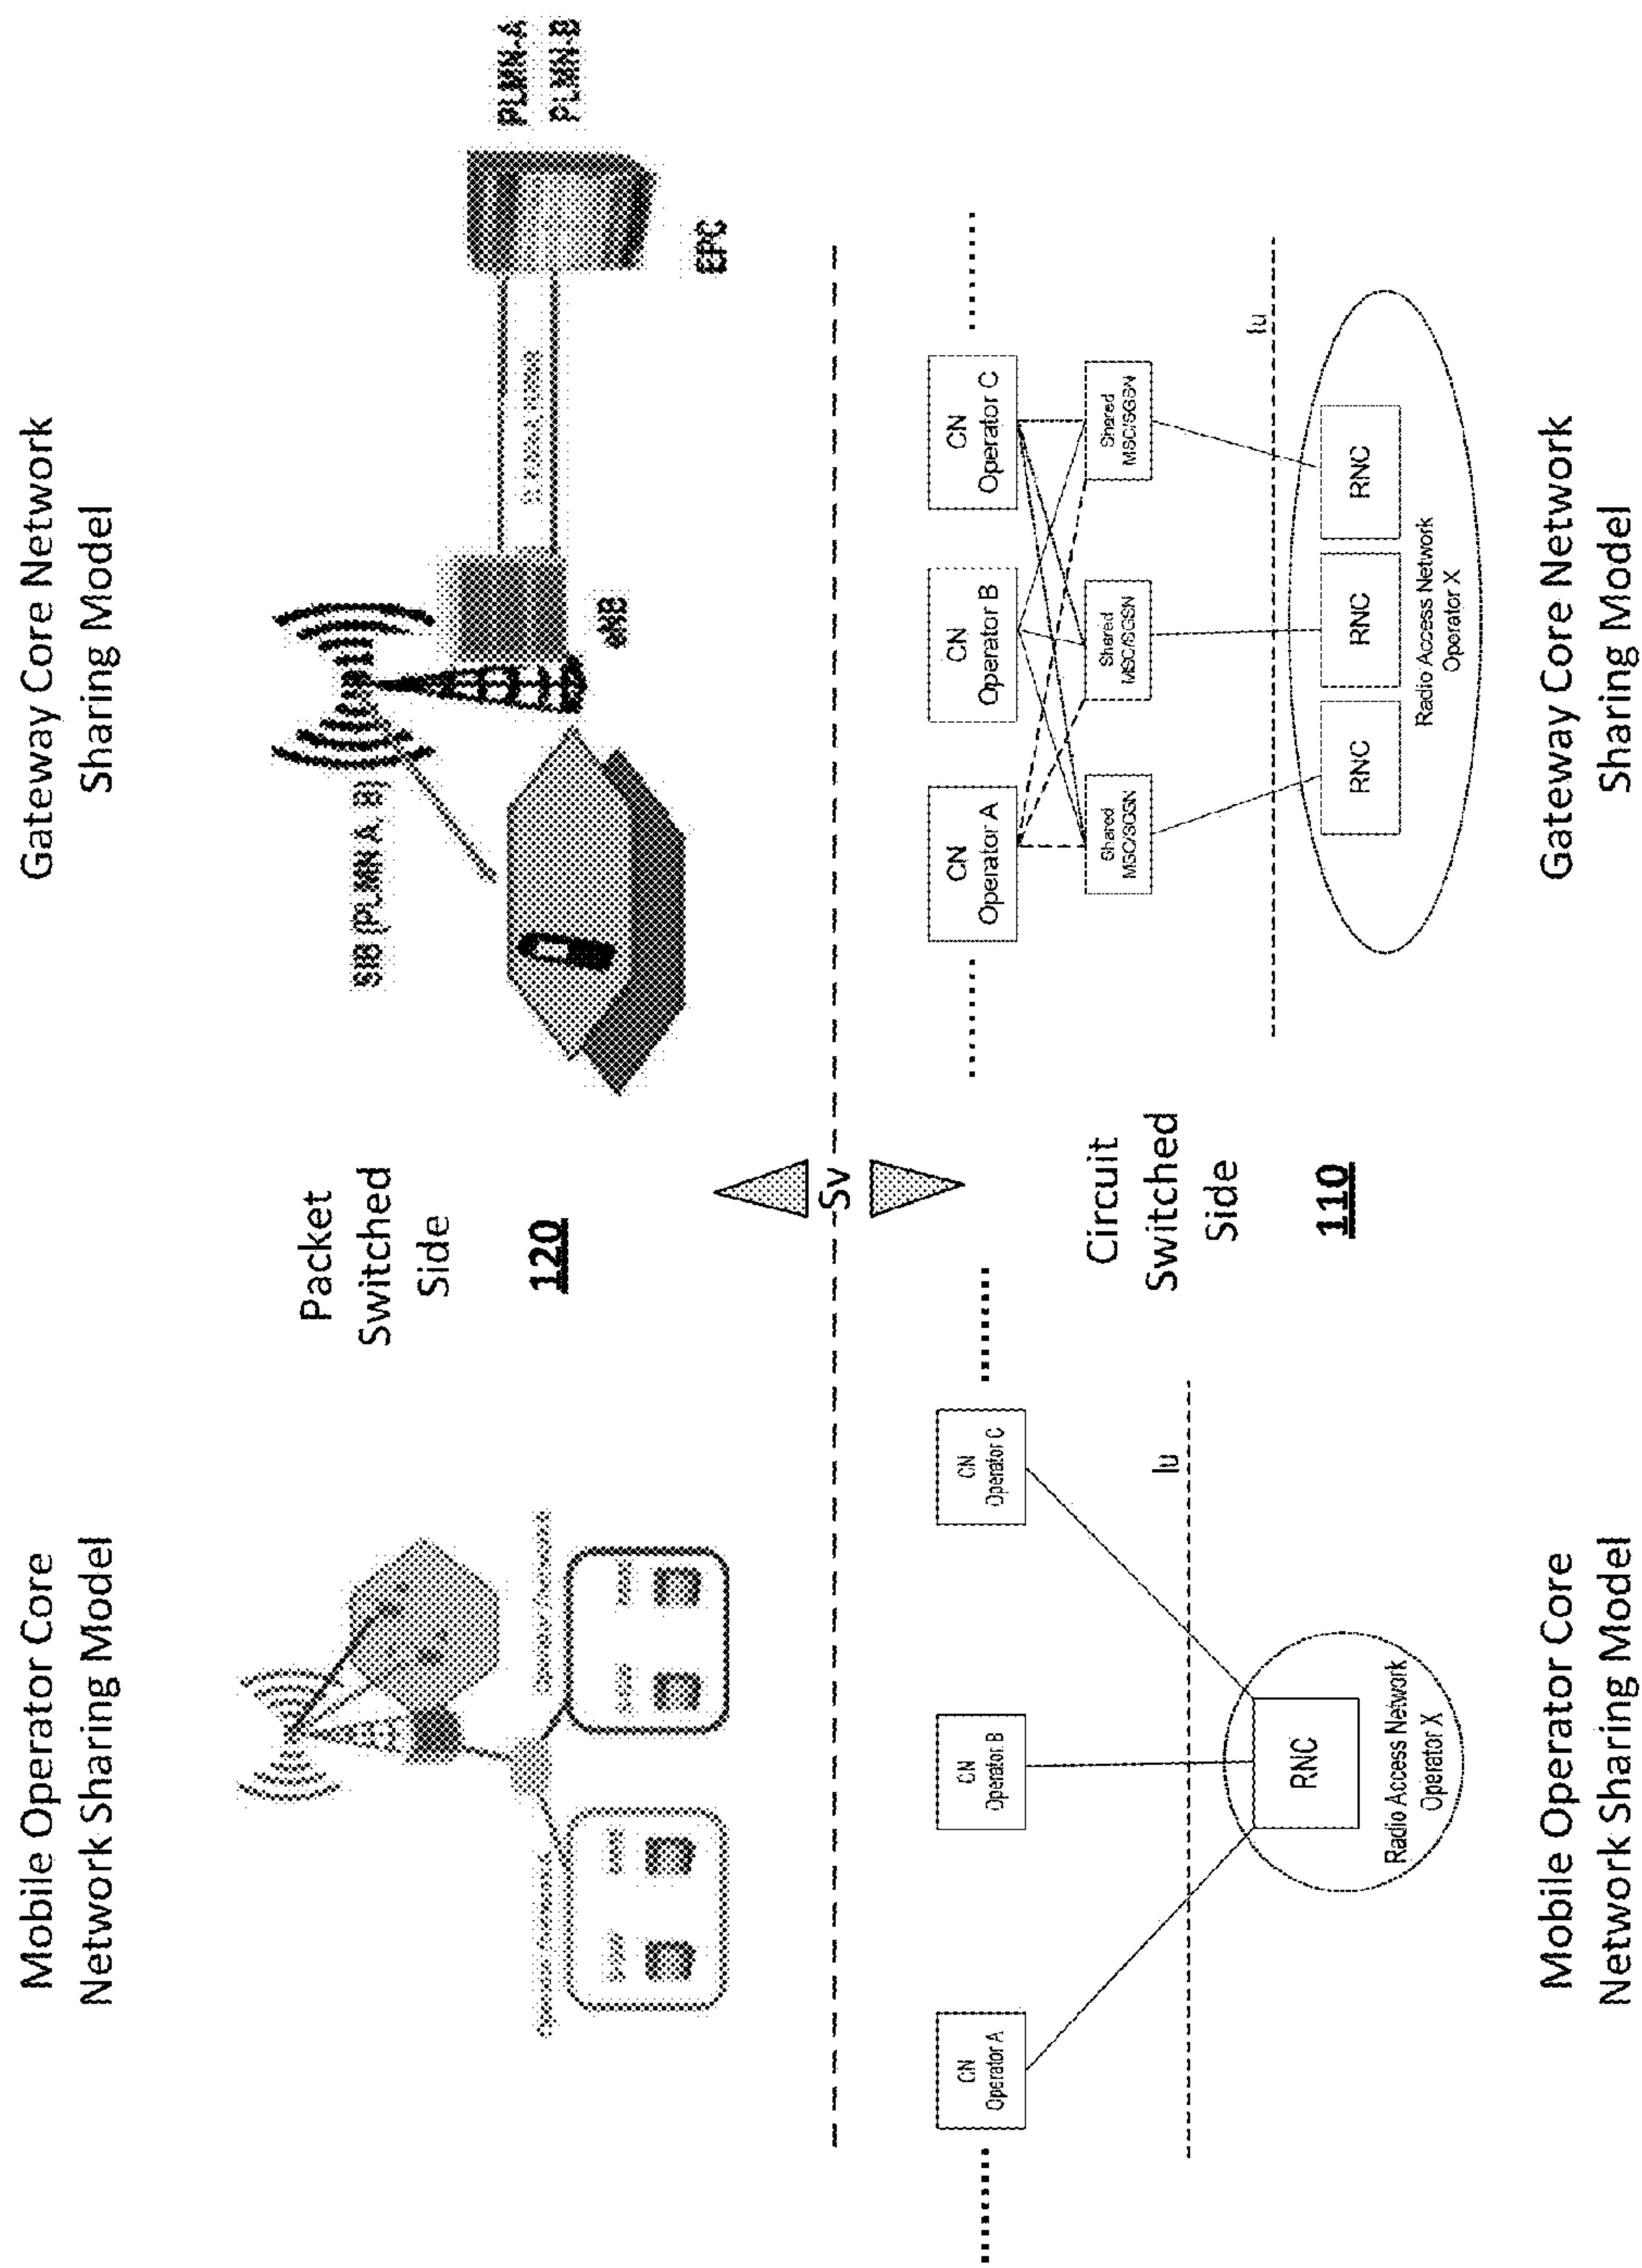 Mobile Operator Core
Network Sharing Model
Gateway Core Network
Sharing Model
Packet
Switched
Side
120
SIB (PLMN A, B)
eNB
EPC
PLMN-A
PLMN-B
Sv
CN
Operator A
CN
Operator B
CN
Operator C
Iu
RNC
Radio Access Network
Operator X
Circuit
Switched
Side
110
CN
Operator A
CN
Operator B
CN
Operator C
Shared
MSC/SGSN
Shared
MSC/SGSN
Shared
MSC/SGSN
Iu
RNC
RNC
RNC
Radio Access Network
Operator X
Mobile Operator Core
Network Sharing Model
Gateway Core Network
Sharing Model